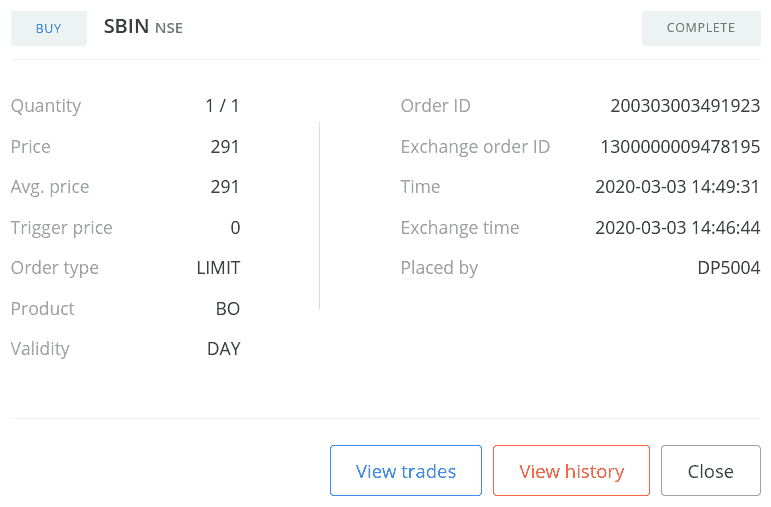 BUY SBIN NSE COMPLETE
Quantity 1 / 1 Order ID 200303003491923
Price 291 Exchange order ID 1300000009478195
Avg. price 291 Time 2020-03-03 14:49:31
Trigger price 0 Exchange time 2020-03-03 14:46:44
Order type LIMIT Placed by DP5004
Product BO
Validity DAY
View trades View history Close